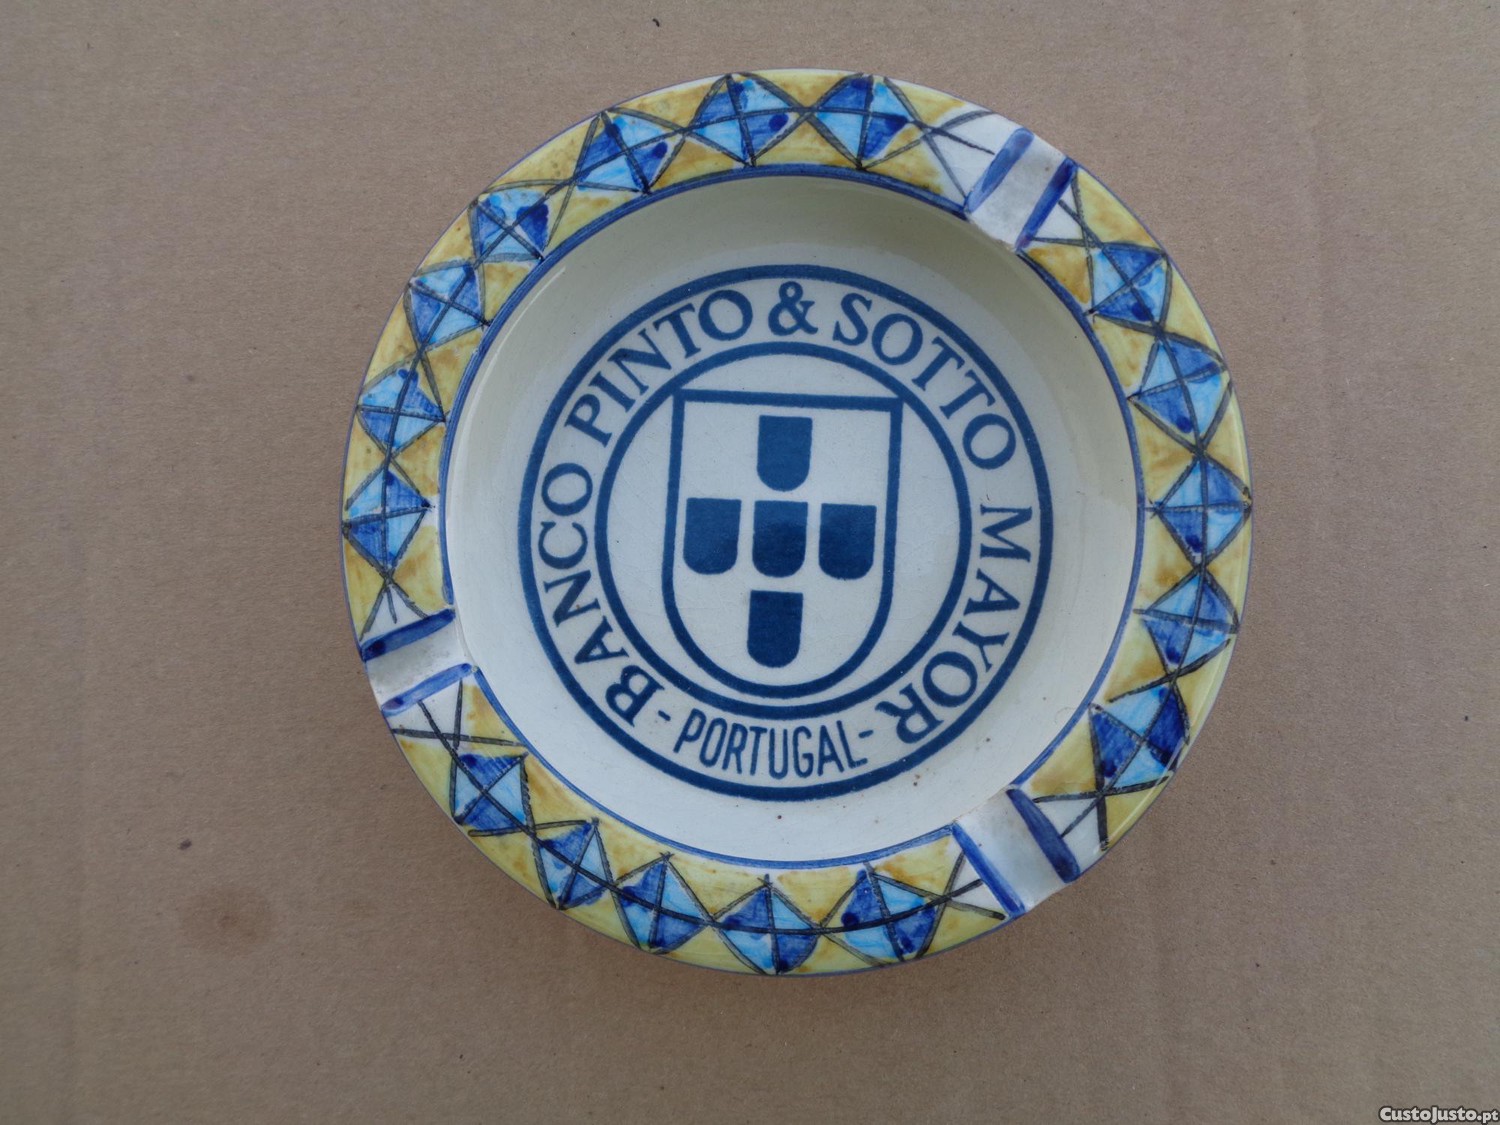 BANCO PINTO & SOTTO MAYOR
- PORTUGAL -
CustoJusto.pt